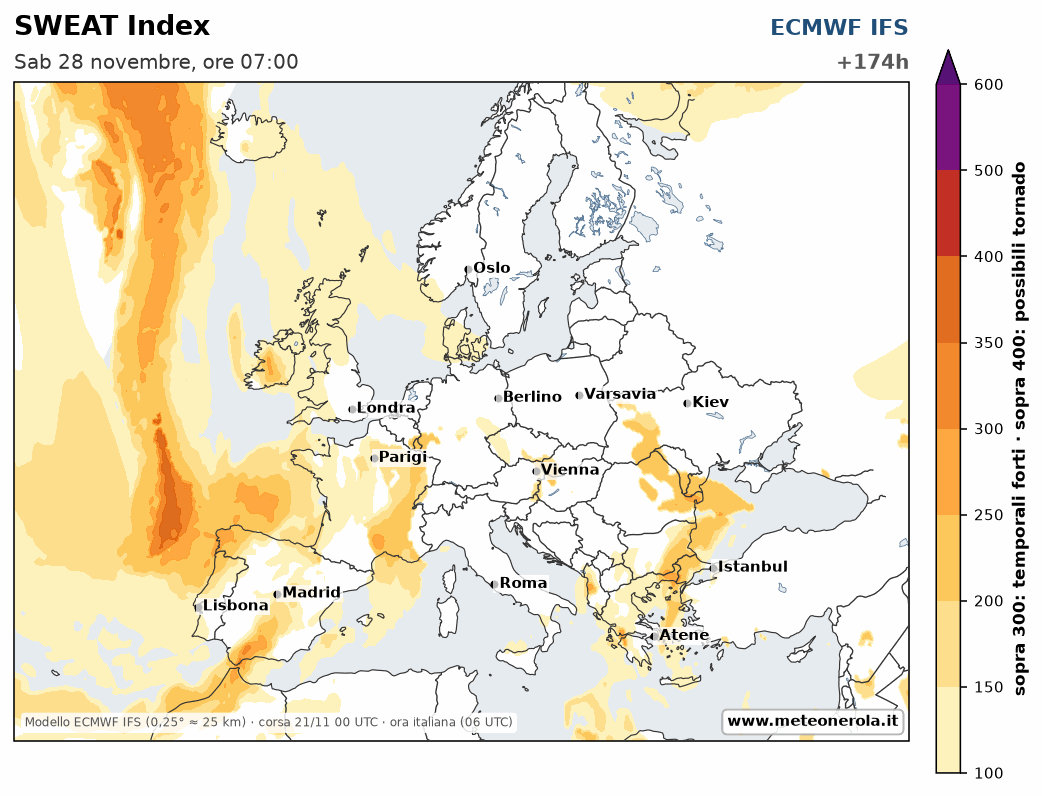 SWEAT Index
ECMWF IFS
Sab 28 novembre, ore 07:00
+174h
Oslo
Londra
Berlino
Varsavia
Kiev
Parigi
Vienna
Istanbul
Roma
Madrid
Lisbona
Atene
Modello ECMWF IFS (0,25° ≈ 25 km) · corsa 21/11 00 UTC · ora italiana (06 UTC)
www.meteonerola.it
600
500
400
350
300
250
200
150
100
sopra 300: temporali forti · sopra 400: possibili tornado